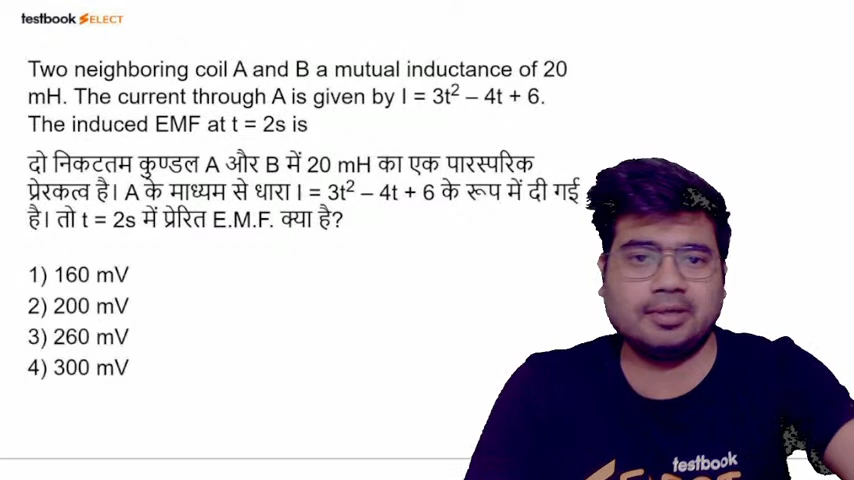 testbook SELECT
Two neighboring coil A and B a mutual inductance of 20
mH. The current through A is given by I = 3t² – 4t + 6.
The induced EMF at t = 2s is
दो निकटतम कुण्डल A और B में 20 mH का एक पारस्परिक
प्रेरकत्व है। A के माध्यम से धारा I = 3t² – 4t + 6 के रूप में दी गई
है। तो t = 2s में प्रेरित E.M.F. क्या है?
1) 160 mV
2) 200 mV
3) 260 mV
4) 300 mV
testbook